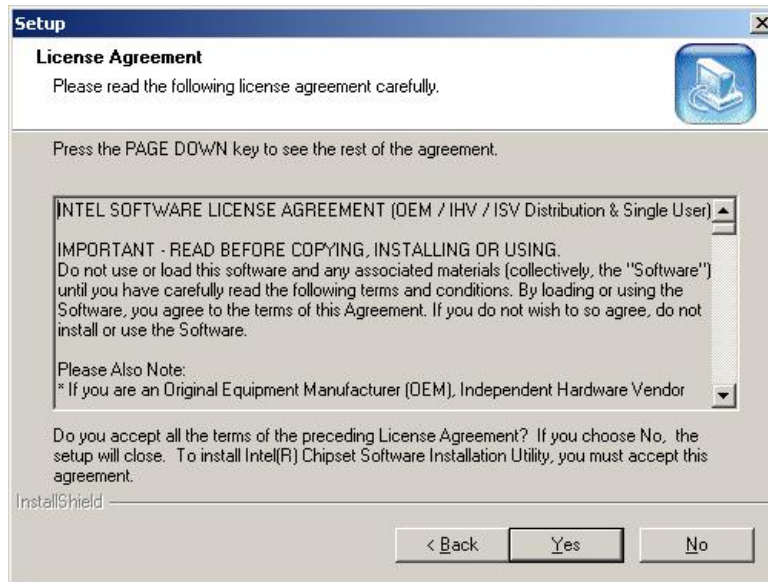 Setup
License Agreement
Please read the following license agreement carefully.
Press the PAGE DOWN key to see the rest of the agreement.
INTEL SOFTWARE LICENSE AGREEMENT (OEM / IHV / ISV Distribution & Single User)
IMPORTANT - READ BEFORE COPYING, INSTALLING OR USING.
Do not use or load this software and any associated materials (collectively, the "Software")
until you have carefully read the following terms and conditions. By loading or using the
Software, you agree to the terms of this Agreement. If you do not wish to so agree, do not
install or use the Software.
Please Also Note:
* If you are an Original Equipment Manufacturer (OEM), Independent Hardware Vendor
Do you accept all the terms of the preceding License Agreement? If you choose No, the
setup will close. To install Intel(R) Chipset Software Installation Utility, you must accept this
agreement.
InstallShield
< Back
Yes
No